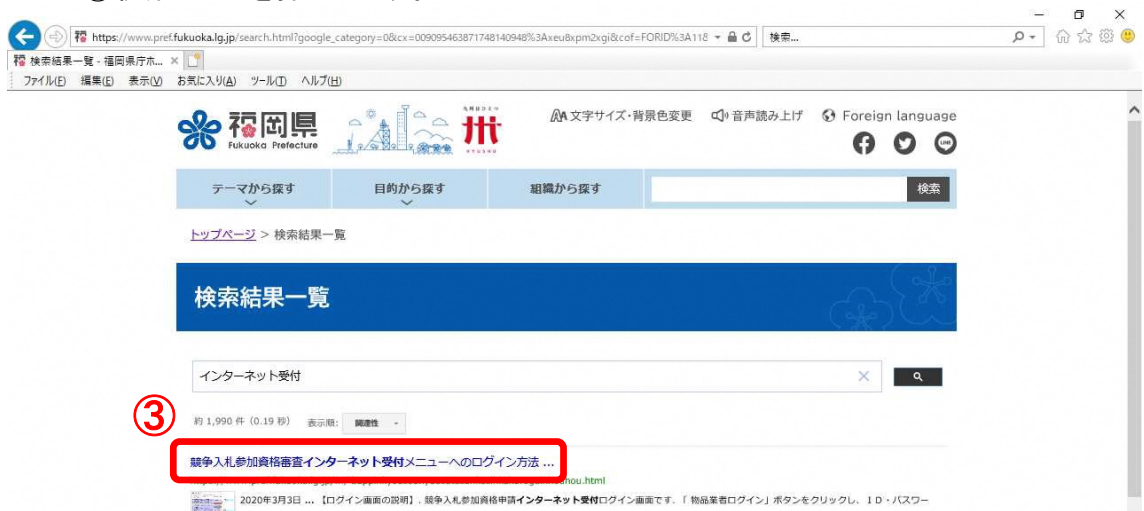 https://www.pref.fukuoka.lg.jp/search.html?google_category=0&cx=009095463871748140948%3Axeu8xpm2xgi&cof=FORID%3A118
検索...
検索結果一覧 - 福岡県庁ホ...
ファイル(F) 編集(E) 表示(V) お気に入り(A) ツール(T) ヘルプ(H)
福岡県
Fukuoka Prefecture
九州
KYUSHU
文字サイズ・背景色変更 音声読み上げ Foreign language
LINE
テーマから探す 目的から探す 組織から探す 検索
トップページ > 検索結果一覧
検索結果一覧
インターネット受付
③
約 1,990 件 (0.19 秒) 表示順: 関連性
競争入札参加資格審査インターネット受付メニューへのログイン方法 ...
2020年3月3日 ... 【ログイン画面の説明】. 競争入札参加資格申請インターネット受付ログイン画面です. 「 物品業者ログイン」ボタンをクリックし、ID・パスワー